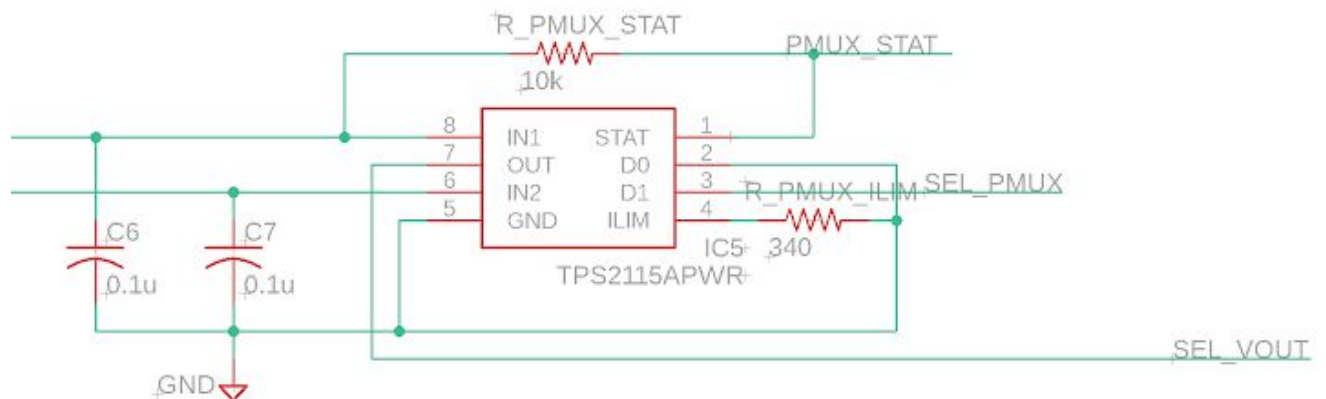 R_PMUX_STAT
PMUX_STAT
10k
8 IN1 STAT 1
7 OUT D0 2
6 IN2 D1 3 R_PMUX_ILIM SEL_PMUX
5 GND ILIM 4
C6 C7 IC5 340
0.1u 0.1u TPS2115APWR
SEL_VOUT
GND